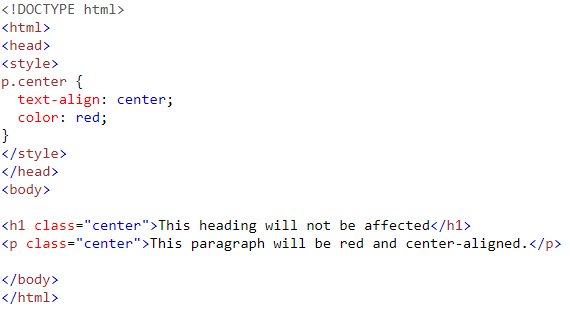 <!DOCTYPE html>
<html>
<head>
<style>
p.center {
  text-align: center;
  color: red;
}
</style>
</head>
<body>

<h1 class="center">This heading will not be affected</h1>
<p class="center">This paragraph will be red and center-aligned.</p>

</body>
</html>